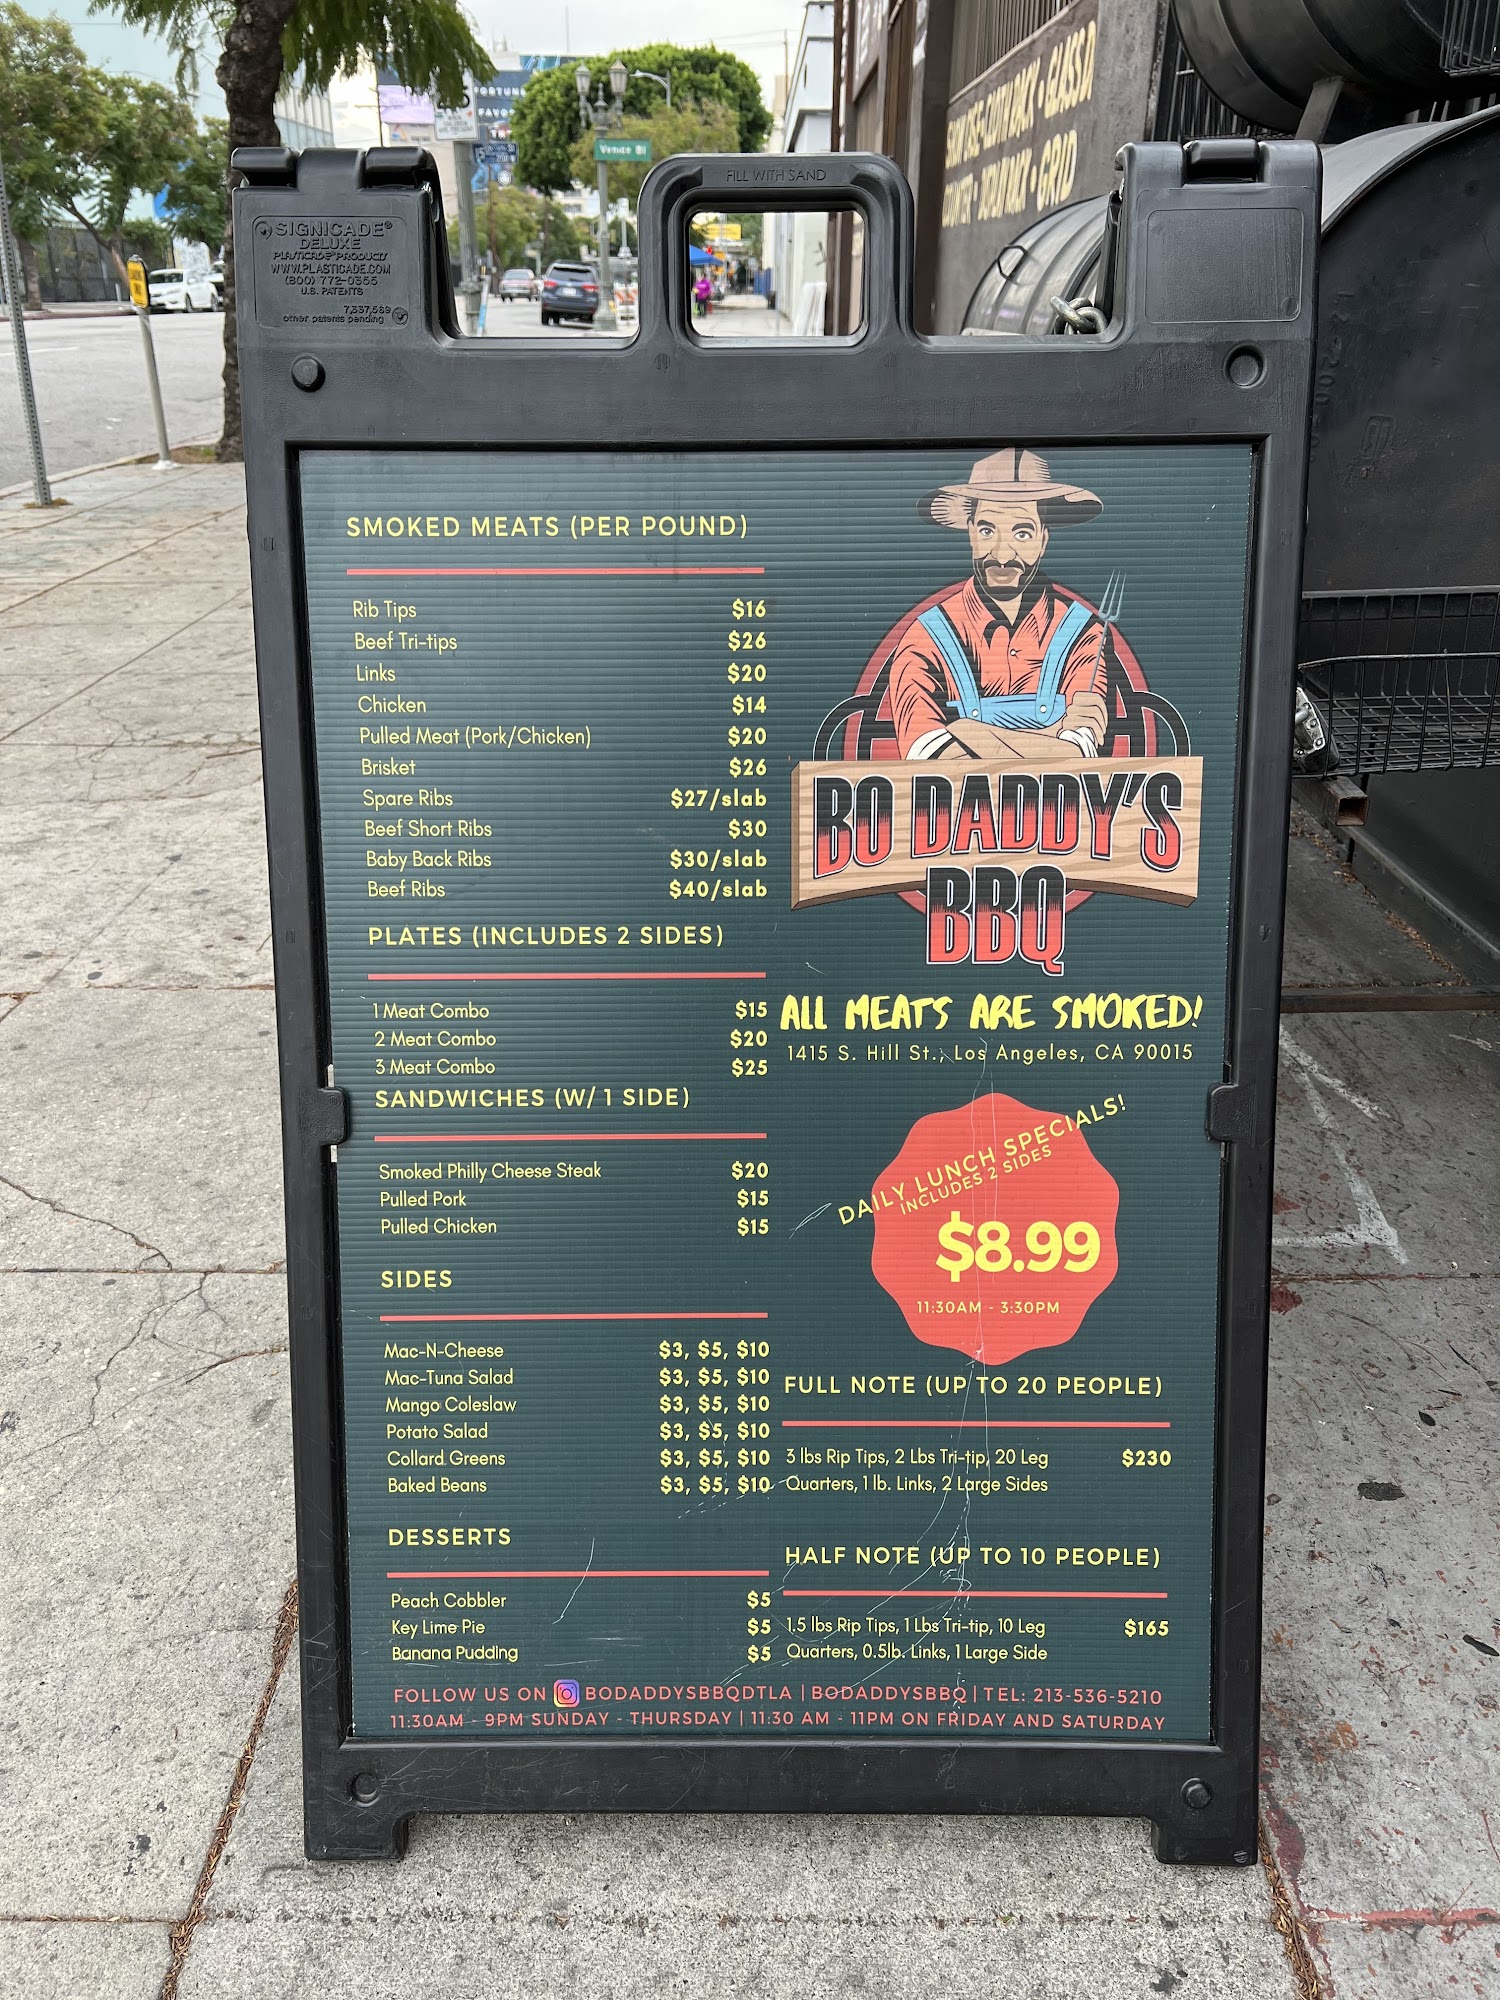 FORTUNE
FAVO
Venice Bl
FILL WITH SAND
SIGNICADE®
DELUXE
PLASTICADE® PRODUCTS
WWW.PLASTICADE.COM
(800) 772-0355
U.S. PATENTS
7,337,569
other patents pending
SMOKED MEATS (PER POUND)
Rib Tips $16
Beef Tri-tips $26
Links $20
Chicken $14
Pulled Meat (Pork/Chicken) $20
Brisket $26
Spare Ribs $27/slab
Beef Short Ribs $30
Baby Back Ribs $30/slab
Beef Ribs $40/slab
PLATES (INCLUDES 2 SIDES)
1 Meat Combo $15
2 Meat Combo $20
3 Meat Combo $25
SANDWICHES (W/ 1 SIDE)
Smoked Philly Cheese Steak $20
Pulled Pork $15
Pulled Chicken $15
SIDES
Mac-N-Cheese $3, $5, $10
Mac-Tuna Salad $3, $5, $10
Mango Coleslaw $3, $5, $10
Potato Salad $3, $5, $10
Collard Greens $3, $5, $10
Baked Beans $3, $5, $10
DESSERTS
Peach Cobbler $5
Key Lime Pie $5
Banana Pudding $5
BO DADDY'S
BBQ
ALL MEATS ARE SMOKED!
1415 S. Hill St., Los Angeles, CA 90015
DAILY LUNCH SPECIALS!
INCLUDES 2 SIDES
$8.99
11:30AM - 3:30PM
FULL NOTE (UP TO 20 PEOPLE)
3 lbs Rip Tips, 2 Lbs Tri-tip, 20 Leg $230
Quarters, 1 lb. Links, 2 Large Sides
HALF NOTE (UP TO 10 PEOPLE)
1.5 lbs Rip Tips, 1 Lbs Tri-tip, 10 Leg $165
Quarters, 0.5lb. Links, 1 Large Side
FOLLOW US ON BODADDYSBBQDTLA | BODADDYSBBQ | TEL: 213-536-5210
11:30AM - 9PM SUNDAY - THURSDAY | 11:30 AM - 11PM ON FRIDAY AND SATURDAY